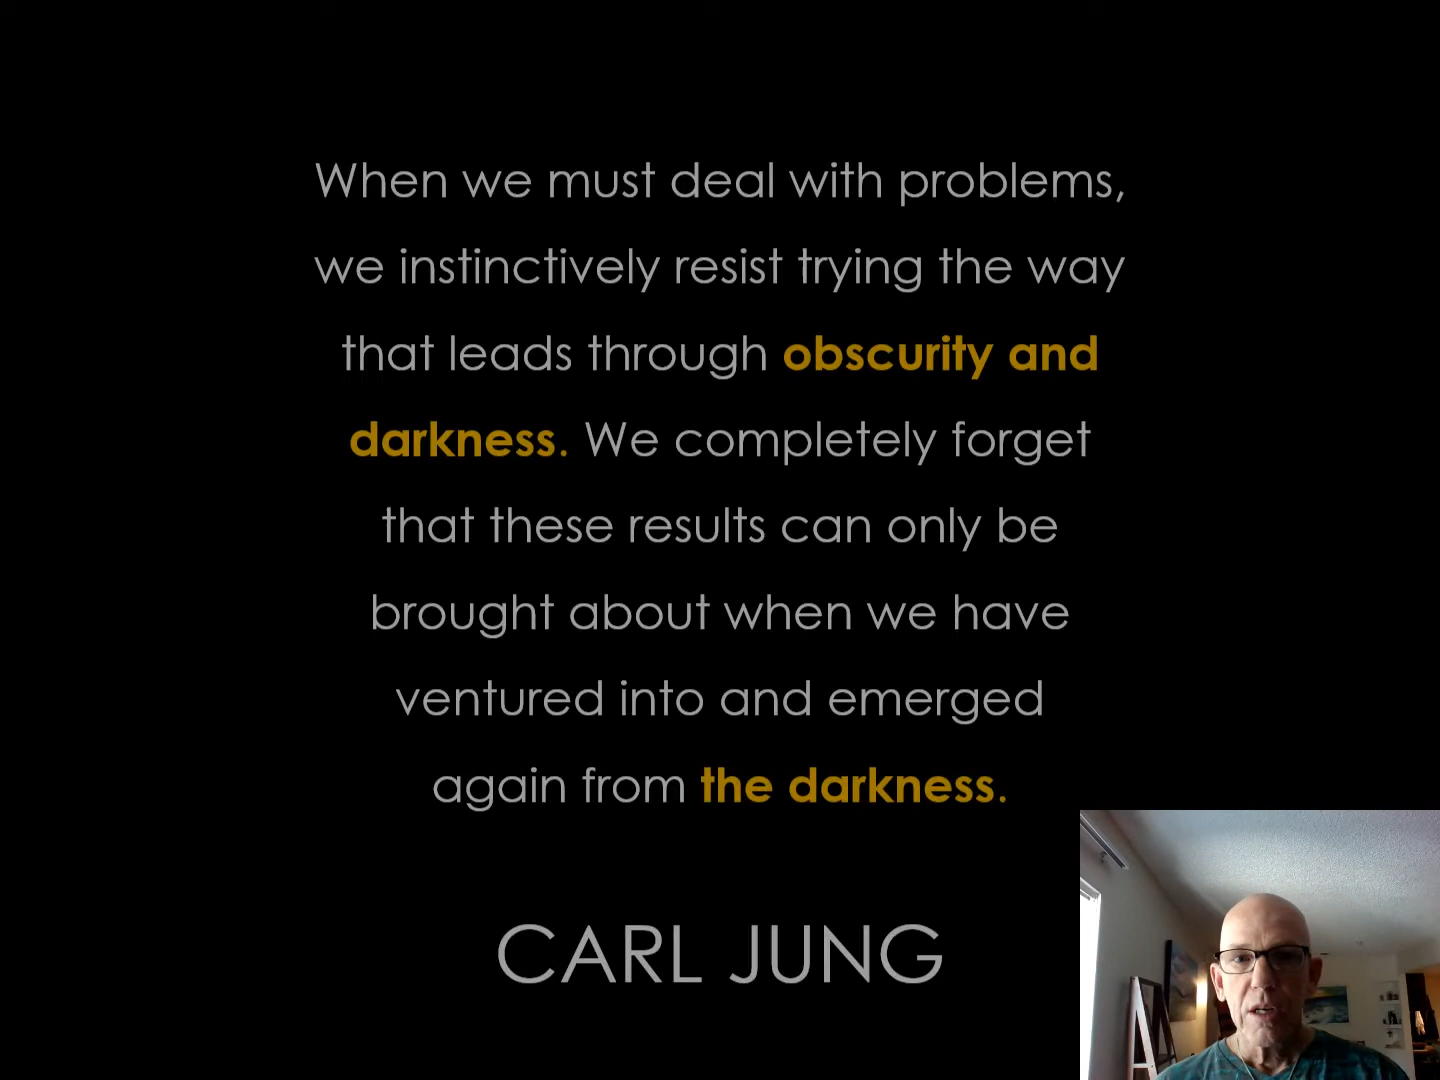 When we must deal with problems,
we instinctively resist trying the way
that leads through obscurity and
darkness. We completely forget
that these results can only be
brought about when we have
ventured into and emerged
again from the darkness.
CARL JUNG